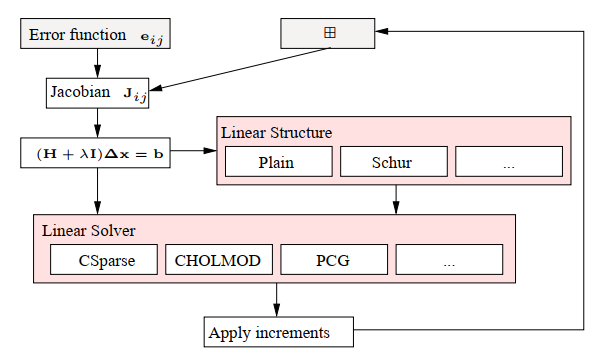 Error function e_ij
⊞
Jacobian J_ij
(H + λI)Δx = b
Linear Structure
Plain
Schur
...
Linear Solver
CSparse
CHOLMOD
PCG
...
Apply increments